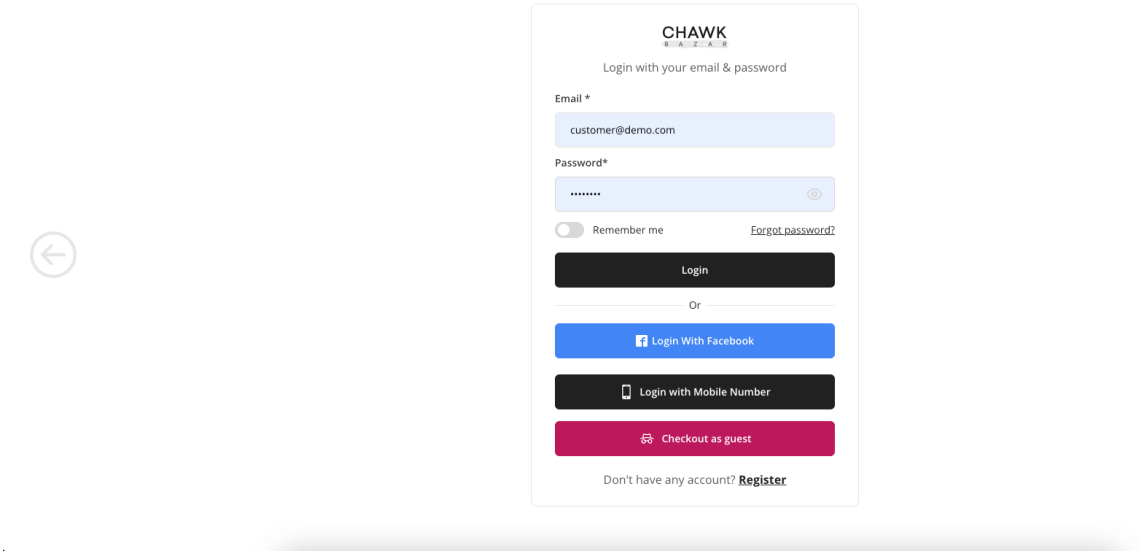 CHAWK
BAZAR
Login with your email & password
Email *
customer@demo.com
Password*
••••••••
Remember me Forgot password?
Login
Or
Login With Facebook
Login with Mobile Number
Checkout as guest
Don't have any account? Register